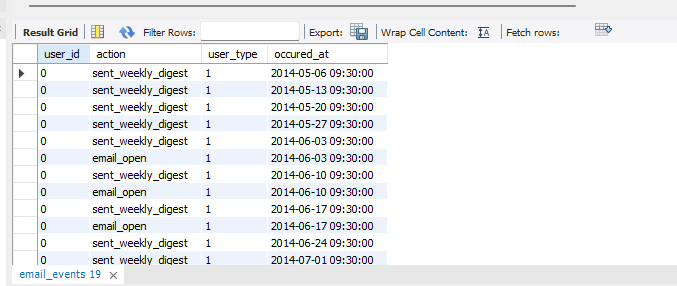 Result Grid Filter Rows: Export: Wrap Cell Content: IA Fetch rows:
user_id action user_type occured_at
0 sent_weekly_digest 1 2014-05-06 09:30:00
0 sent_weekly_digest 1 2014-05-13 09:30:00
0 sent_weekly_digest 1 2014-05-20 09:30:00
0 sent_weekly_digest 1 2014-05-27 09:30:00
0 sent_weekly_digest 1 2014-06-03 09:30:00
0 email_open 1 2014-06-03 09:30:00
0 sent_weekly_digest 1 2014-06-10 09:30:00
0 email_open 1 2014-06-10 09:30:00
0 sent_weekly_digest 1 2014-06-17 09:30:00
0 email_open 1 2014-06-17 09:30:00
0 sent_weekly_digest 1 2014-06-24 09:30:00
0 sent_weekly_digest 1 2014-07-01 09:30:00
email_events 19